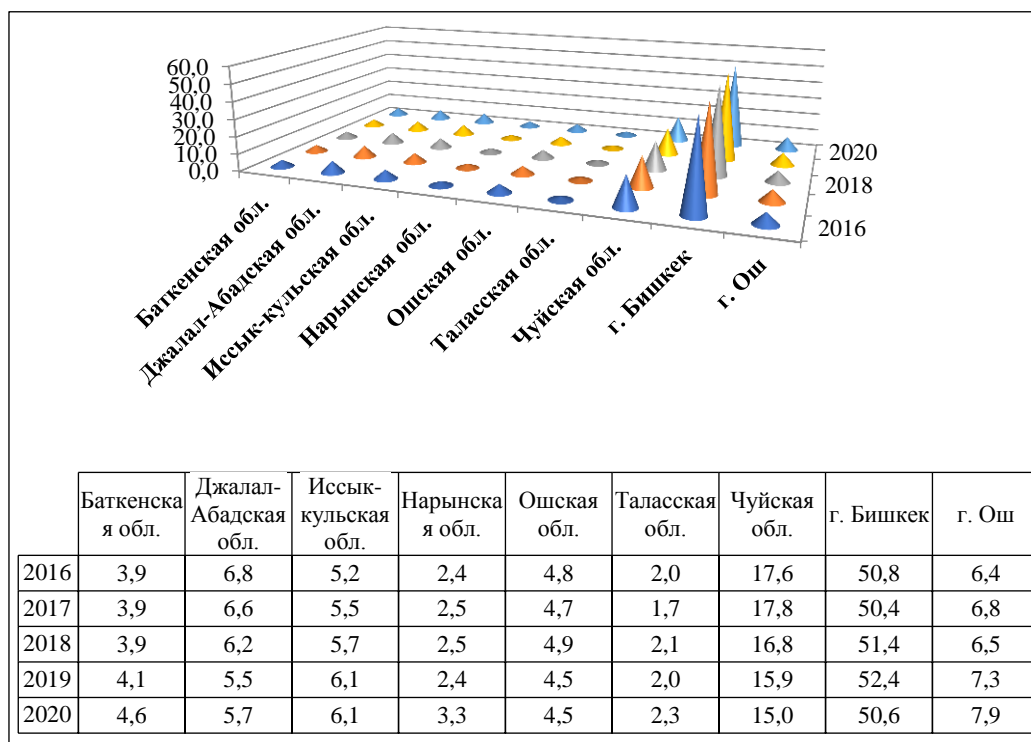 60,0
50,0
40,0
30,0
20,0
10,0
0,0
2020
2018
2016
Баткенская обл.
Джалал-Абадская обл.
Иссык-кульская обл.
Нарынская обл.
Ошская обл.
Таласская обл.
Чуйская обл.
г. Бишкек
г. Ош
Баткенска
я обл.
Джалал-
Абадская
обл.
Иссык-
кульская
обл.
Нарынска
я обл.
Ошская
обл.
Таласская
обл.
Чуйская
обл.
г. Бишкек
г. Ош
2016 3,9 6,8 5,2 2,4 4,8 2,0 17,6 50,8 6,4
2017 3,9 6,6 5,5 2,5 4,7 1,7 17,8 50,4 6,8
2018 3,9 6,2 5,7 2,5 4,9 2,1 16,8 51,4 6,5
2019 4,1 5,5 6,1 2,4 4,5 2,0 15,9 52,4 7,3
2020 4,6 5,7 6,1 3,3 4,5 2,3 15,0 50,6 7,9